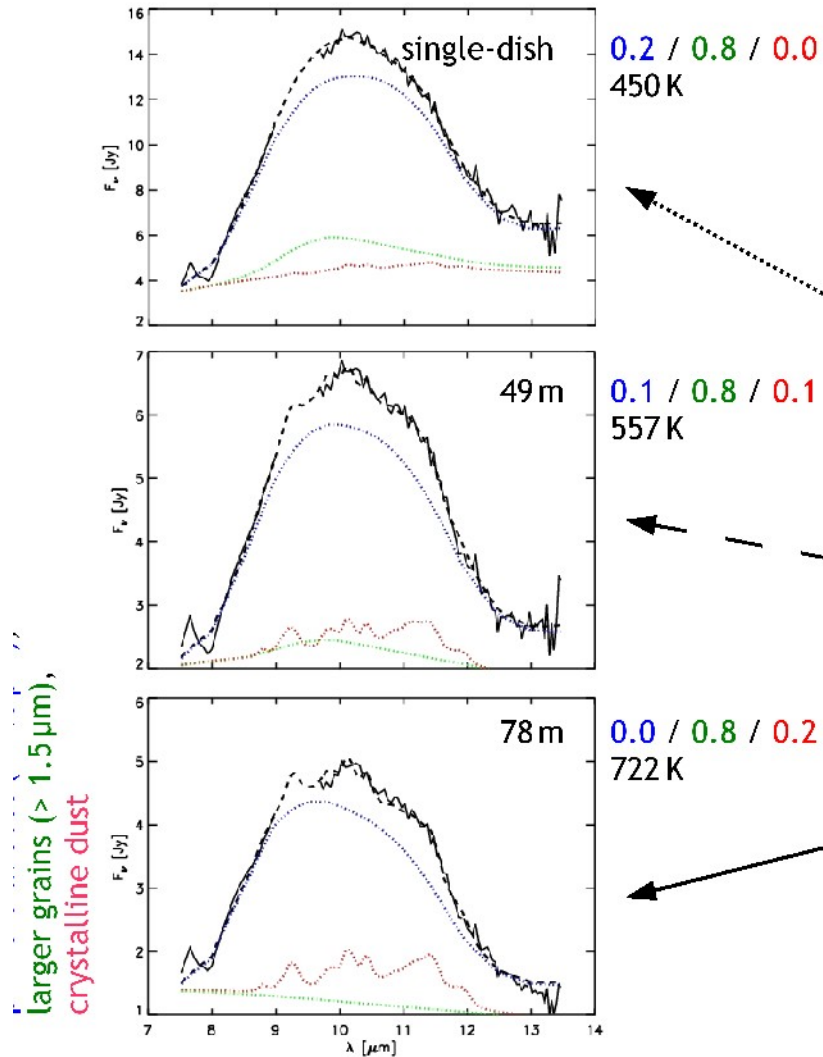 16
14
12
10
8
6
4
2
Fν [Jy]
single-dish
0.2 / 0.8 / 0.0
450 K
7
6
5
4
3
2
Fν [Jy]
49 m
0.1 / 0.8 / 0.1
557 K
6
5
4
3
2
1
Fν [Jy]
78 m
0.0 / 0.8 / 0.2
722 K
7 8 9 10 11 12 13 14
λ [μm]
larger grains (> 1.5 μm),
crystalline dust